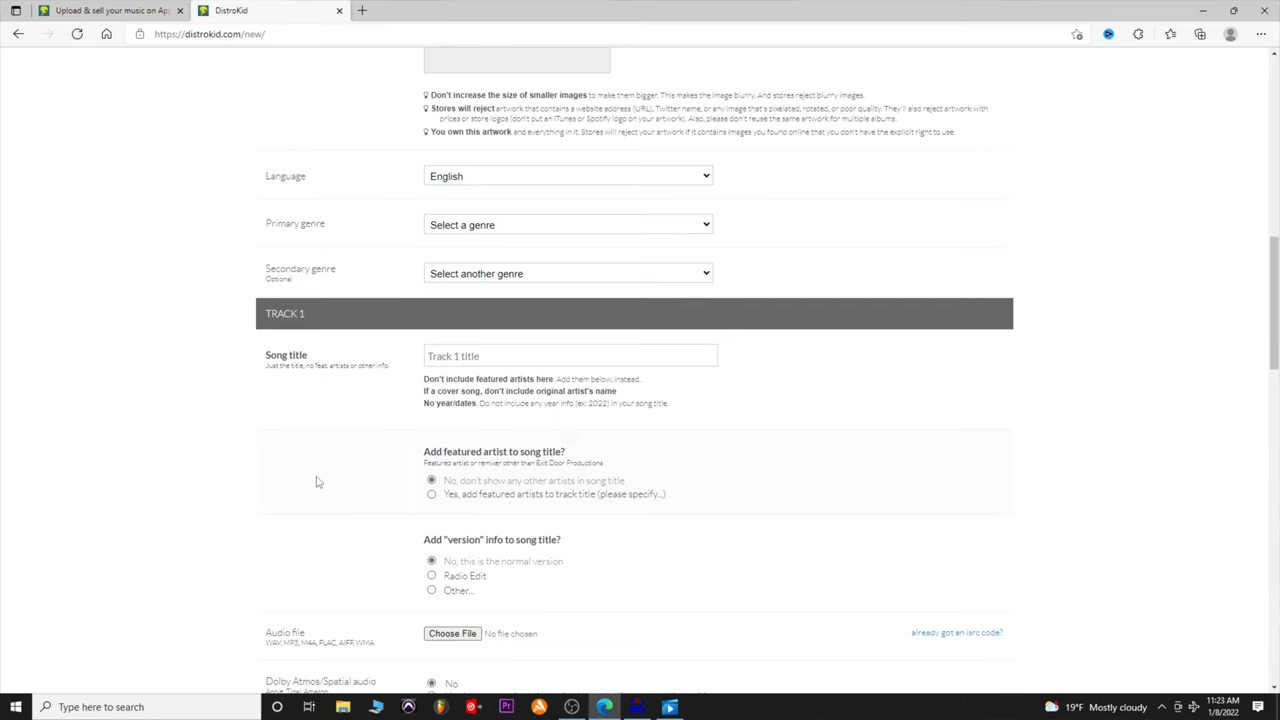 Upload & sell your music on App
DistroKid
https://distrokid.com/new/
Don't increase the size of smaller images to make them bigger. This makes the image blurry. And stores reject blurry images.
Stores will reject artwork that contains a website address (URL), Twitter name, or any image that's pixelated, rotated, or poor quality. They'll also reject artwork with
prices or store logos (don't put an iTunes or Spotify logo on your artwork). Also, please don't reuse the same artwork for multiple albums.
You own this artwork and everything in it. Stores will reject your artwork if it contains images you found online that you don't have the explicit right to use.
Language
English
Primary genre
Select a genre
Secondary genre
Optional
Select another genre
TRACK 1
Song title
Just the title, no feat. artists or other info
Track 1 title
Don't include featured artists here. Add them below, instead.
If a cover song, don't include original artist's name
No year/dates. Do not include any year info (ex: 2022) in your song title.
Add featured artist to song title?
Featured artist or remixer other than Exit Door Productions
No, don't show any other artists in song title
Yes, add featured artists to track title (please specify...)
Add "version" info to song title?
No, this is the normal version
Radio Edit
Other...
Audio file
WAV, MP3, M4A, FLAC, AIFF, WMA
Choose File No file chosen
already got an isrc code?
Dolby Atmos/Spatial audio
Apple, Tidal, Amazon
No
Type here to search
19°F Mostly cloudy
11:23 AM
1/8/2022